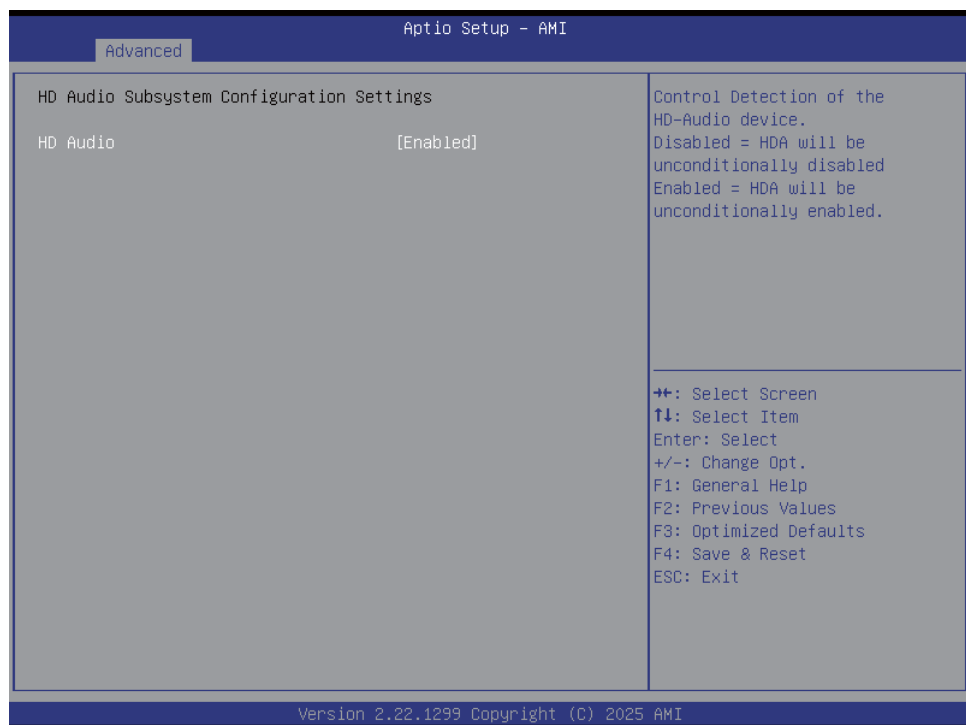 Aptio Setup – AMI
Advanced
HD Audio Subsystem Configuration Settings
HD Audio [Enabled]
Control Detection of the
HD-Audio device.
Disabled = HDA will be
unconditionally disabled
Enabled = HDA will be
unconditionally enabled.
→←: Select Screen
↑↓: Select Item
Enter: Select
+/-: Change Opt.
F1: General Help
F2: Previous Values
F3: Optimized Defaults
F4: Save & Reset
ESC: Exit
Version 2.22.1299 Copyright (C) 2025 AMI